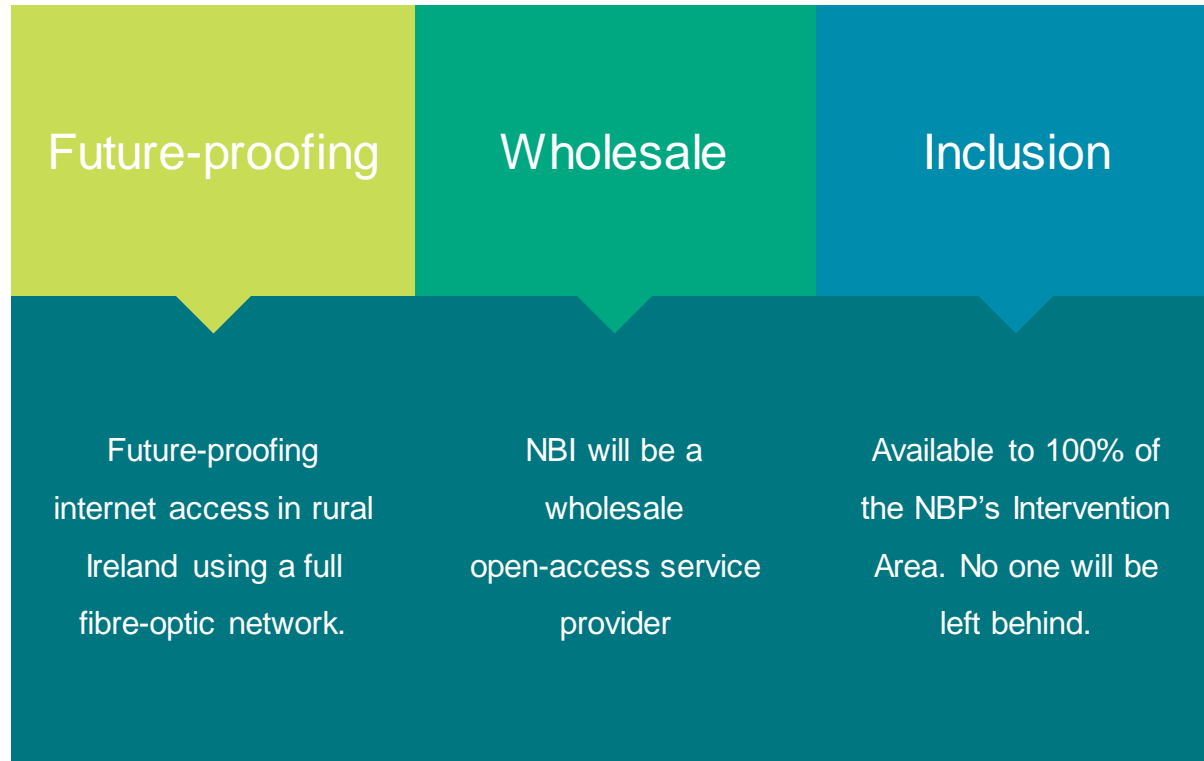 Future-proofing
Wholesale
Inclusion
Future-proofing
internet access in rural
Ireland using a full
fibre-optic network.
NBI will be a
wholesale
open-access service
provider
Available to 100% of
the NBP's Intervention
Area. No one will be
left behind.